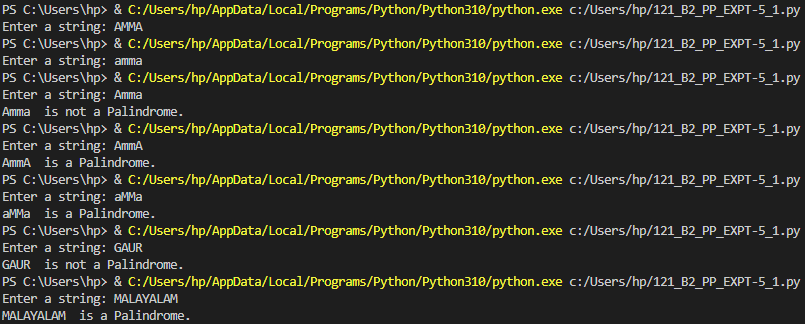 PS C:\Users\hp> & C:/Users/hp/AppData/Local/Programs/Python/Python310/python.exe c:/Users/hp/121_B2_PP_EXPT-5_1.py
Enter a string: AMMA
PS C:\Users\hp> & C:/Users/hp/AppData/Local/Programs/Python/Python310/python.exe c:/Users/hp/121_B2_PP_EXPT-5_1.py
Enter a string: amma
PS C:\Users\hp> & C:/Users/hp/AppData/Local/Programs/Python/Python310/python.exe c:/Users/hp/121_B2_PP_EXPT-5_1.py
Enter a string: Amma
Amma  is not a Palindrome.
PS C:\Users\hp> & C:/Users/hp/AppData/Local/Programs/Python/Python310/python.exe c:/Users/hp/121_B2_PP_EXPT-5_1.py
Enter a string: AmmA
AmmA  is a Palindrome.
PS C:\Users\hp> & C:/Users/hp/AppData/Local/Programs/Python/Python310/python.exe c:/Users/hp/121_B2_PP_EXPT-5_1.py
Enter a string: aMMa
aMMa  is a Palindrome.
PS C:\Users\hp> & C:/Users/hp/AppData/Local/Programs/Python/Python310/python.exe c:/Users/hp/121_B2_PP_EXPT-5_1.py
Enter a string: GAUR
GAUR  is not a Palindrome.
PS C:\Users\hp> & C:/Users/hp/AppData/Local/Programs/Python/Python310/python.exe c:/Users/hp/121_B2_PP_EXPT-5_1.py
Enter a string: MALAYALAM
MALAYALAM  is a Palindrome.